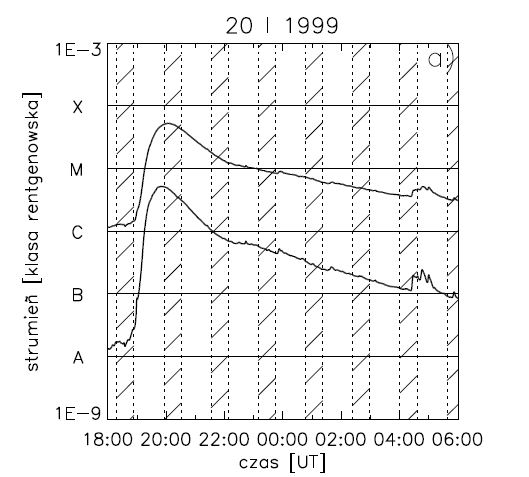 20 I 1999
a)
1E-3
X
M
C
B
A
1E-9
strumień [klasa rentgenowska]
18:00 20:00 22:00 00:00 02:00 04:00 06:00
czas [UT]